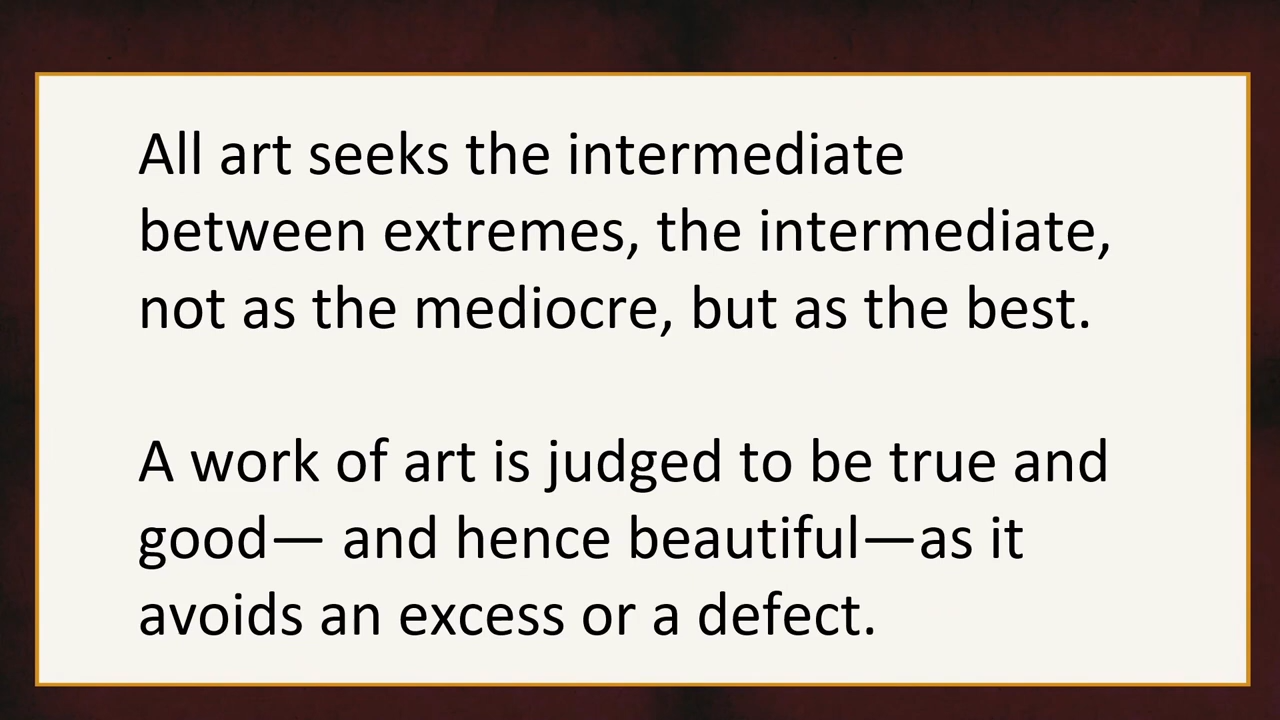 All art seeks the intermediate
between extremes, the intermediate,
not as the mediocre, but as the best.
A work of art is judged to be true and
good— and hence beautiful—as it
avoids an excess or a defect.